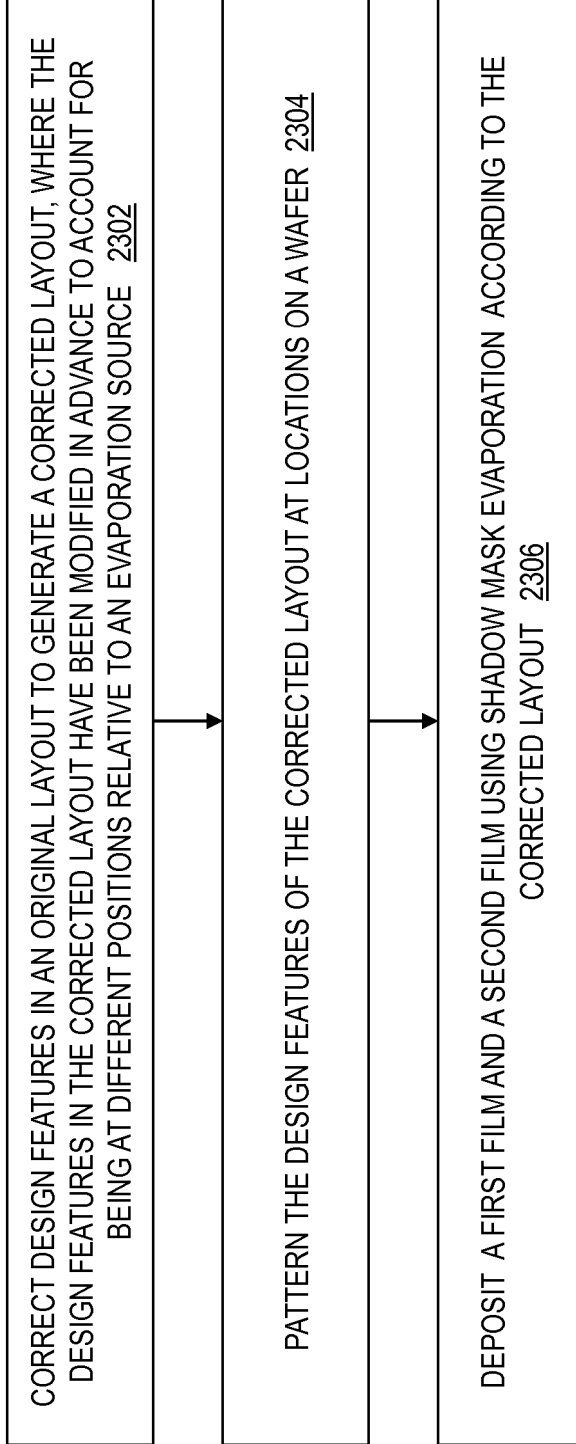 CORRECT DESIGN FEATURES IN AN ORIGINAL LAYOUT TO GENERATE A CORRECTED LAYOUT, WHERE THE
DESIGN FEATURES IN THE CORRECTED LAYOUT HAVE BEEN MODIFIED IN ADVANCE TO ACCOUNT FOR
BEING AT DIFFERENT POSITIONS RELATIVE TO AN EVAPORATION SOURCE 2302
PATTERN THE DESIGN FEATURES OF THE CORRECTED LAYOUT AT LOCATIONS ON A WAFER 2304
DEPOSIT A FIRST FILM AND A SECOND FILM USING SHADOW MASK EVAPORATION ACCORDING TO THE
CORRECTED LAYOUT 2306